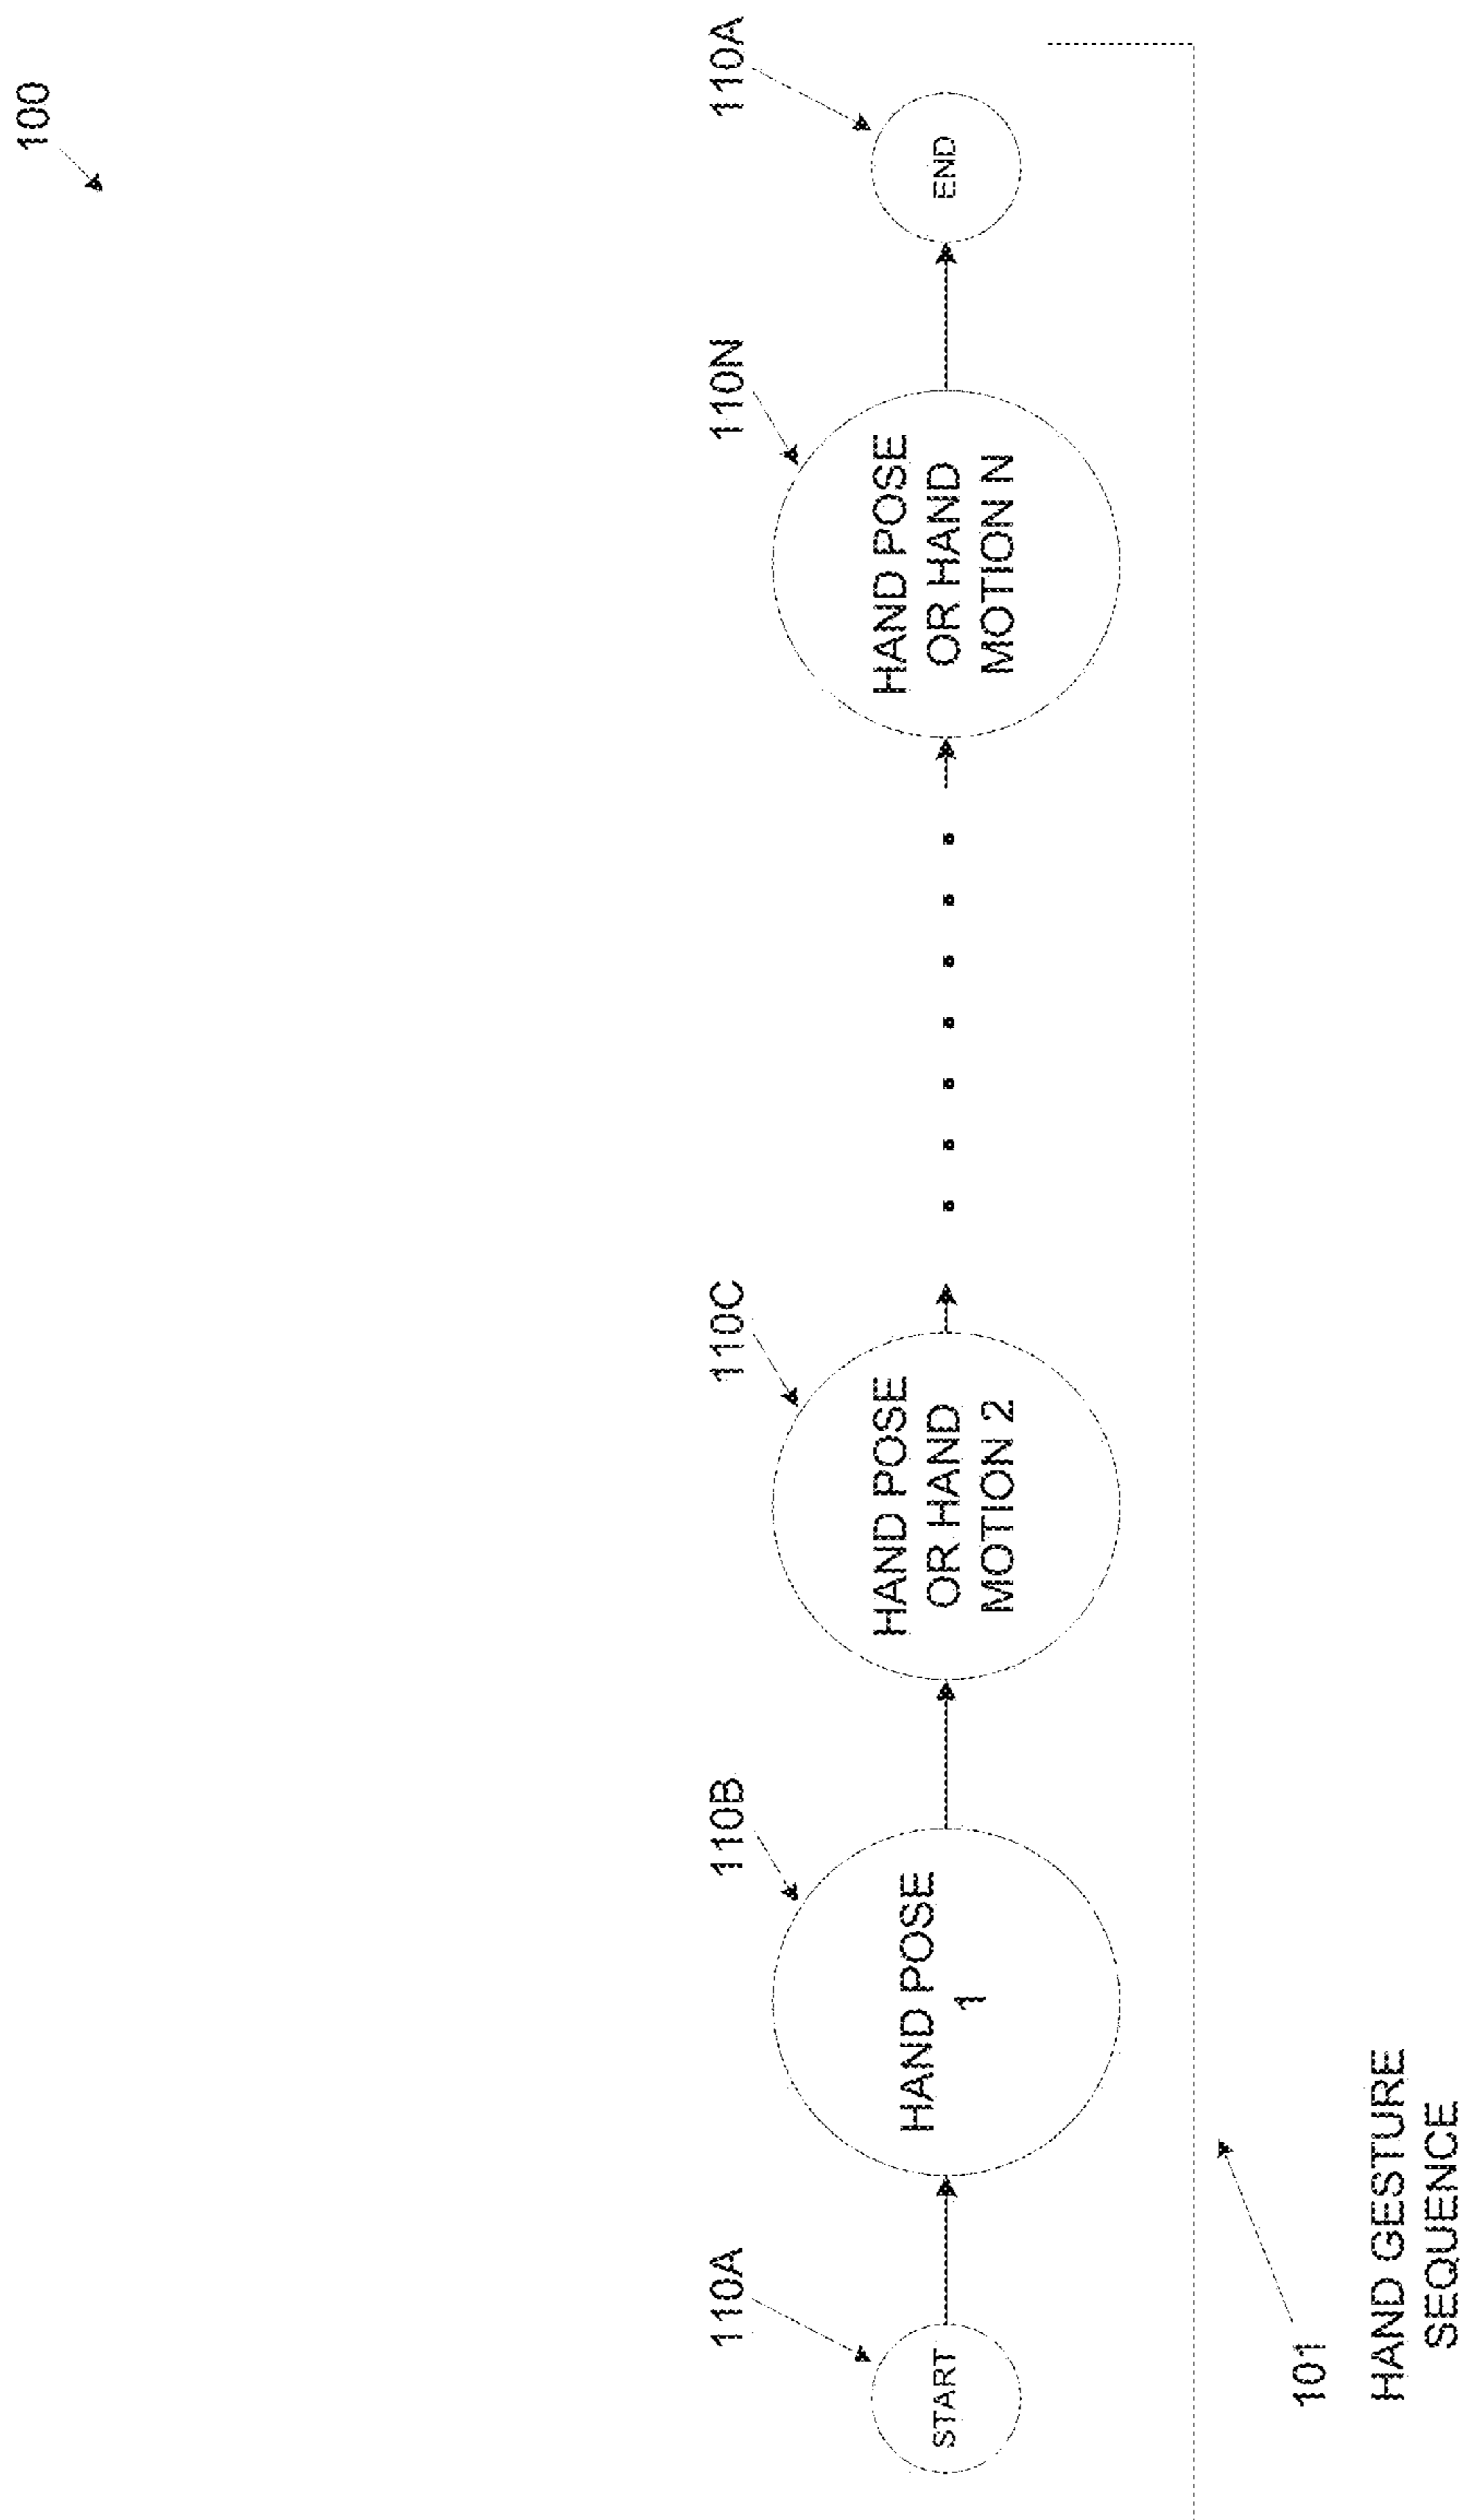 100
110A
110B
110C
110N
110A
START
HAND POSE
1
HAND POSE
OR HAND
MOTION 2
HAND POSE
OR HAND
MOTION N
END
101
HAND GESTURE
SEQUENCE